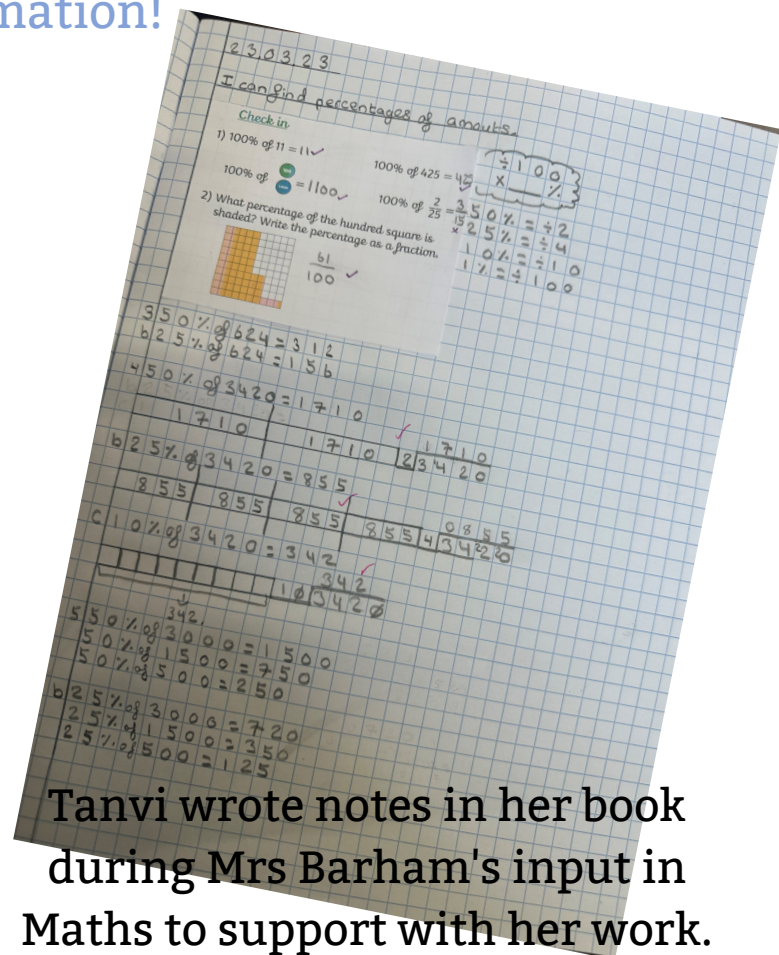 mation!
23.03.23
I can find percentages of amouts.
Check in
1) 100% of 11 = 11 ✓
100% of 425 = 425
÷100
× __%
100% of = 1100 ✓
100% of 2/25 =
50% = ÷2
25% = ÷4
10% = ÷10
1% = ÷100
2) What percentage of the hundred square is
shaded? Write the percentage as a fraction.
61/100 ✓
3 50% of 624 = 312
b 25% of 624 = 156
4 50% of 3420 = 1710
1710 1710
1710
2 3420
b 25% of 3420 = 855
855 855 855 855
0855
4 34220
c 10% of 3420 = 342
342
10 3420
342.
5 50% of 3000 = 1500
50% of 1500 = 750
50% of 500 = 250
b 25% of 3000 = 720
25% of 1500 = 350
25% of 500 = 125
Tanvi wrote notes in her book
during Mrs Barham's input in
Maths to support with her work.